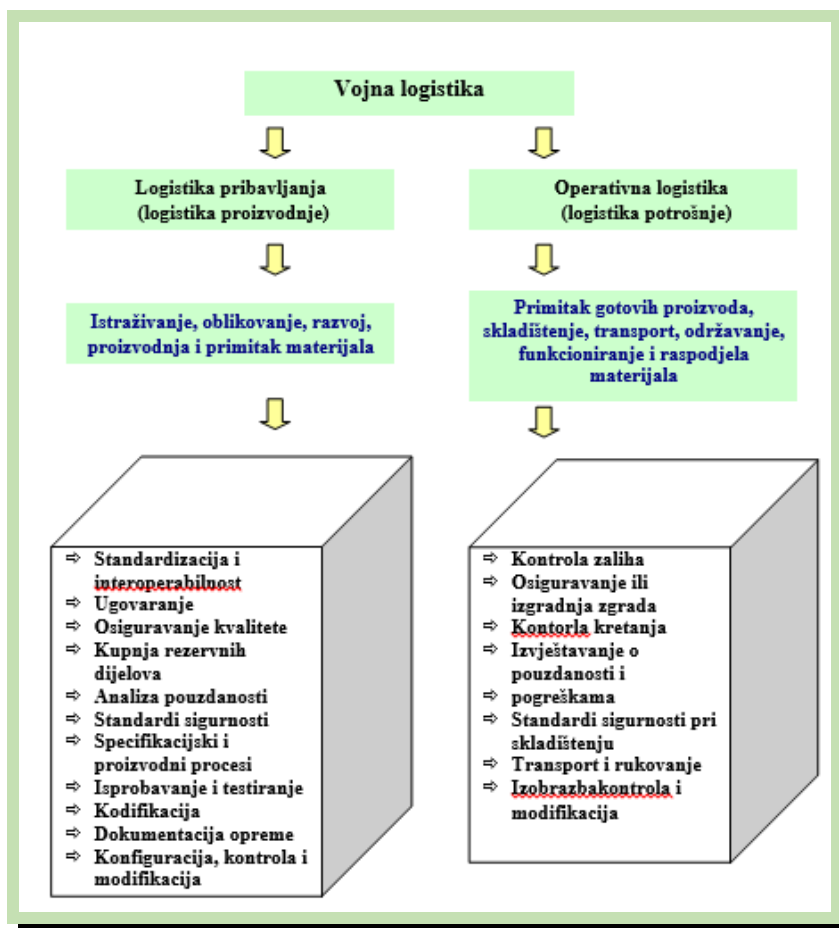 Vojna logistika
Logistika pribavljanja
(logistika proizvodnje)
Operativna logistika
(logistika potrošnje)
Istraživanje, oblikovanje, razvoj,
proizvodnja i primitak materijala
Primitak gotovih proizvoda,
skladištenje, transport, održavanje,
funkcioniranje i raspodjela
materijala
⇨ Standardizacija i
interoperabilnost
⇨ Ugovaranje
⇨ Osiguravanje kvalitete
⇨ Kupnja rezervnih
dijelova
⇨ Analiza pouzdanosti
⇨ Standardi sigurnosti
⇨ Specifikacijski i
proizvodni procesi
⇨ Isprobavanje i testiranje
⇨ Kodifikacija
⇨ Dokumentacija opreme
⇨ Konfiguracija, kontrola i
modifikacija
⇨ Kontrola zaliha
⇨ Osiguravanje ili
izgradnja zgrada
⇨ Kontorla kretanja
⇨ Izvještavanje o
pouzdanosti i
⇨ pogreškama
⇨ Standardi sigurnosti pri
skladištenju
⇨ Transport i rukovanje
⇨ Izobrazbakontrola i
modifikacija